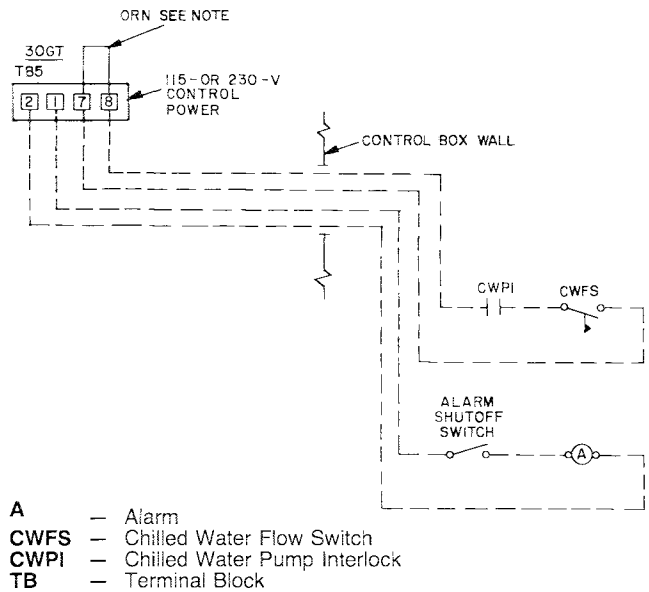 ORN SEE NOTE
30GT
TB5
115-OR 230-V
CONTROL
POWER
2 1 7 8
CONTROL BOX WALL
CWPI
CWFS
ALARM
SHUTOFF
SWITCH
A
A – Alarm
CWFS – Chilled Water Flow Switch
CWPI – Chilled Water Pump Interlock
TB – Terminal Block